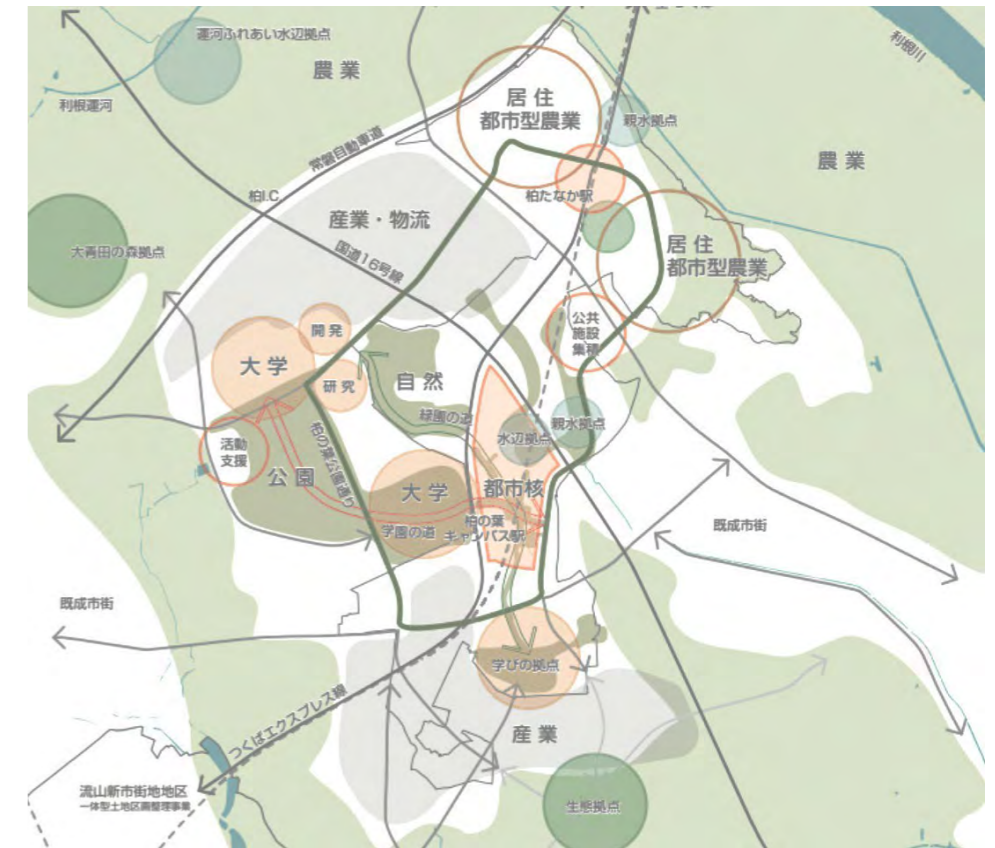 運河ふれあい水辺拠点
農業
利根川
利根運河
居住
都市型農業
親水拠点
常磐自動車道
農業
柏I.C.
柏たなか駅
産業・物流
大青田の森拠点
国道16号線
居住
都市型農業
公共
施設
集積
開発
大学
研究
自然
緑園の道
親水拠点
水辺拠点
活動
支援
公園
柏の葉公園通り
大学
都市核
学園の道
柏の葉
キャンパス駅
既成市街
既成市街
学びの拠点
つくばエクスプレス線
産業
流山新市街地地区
一体型土地区画整理事業
生態拠点